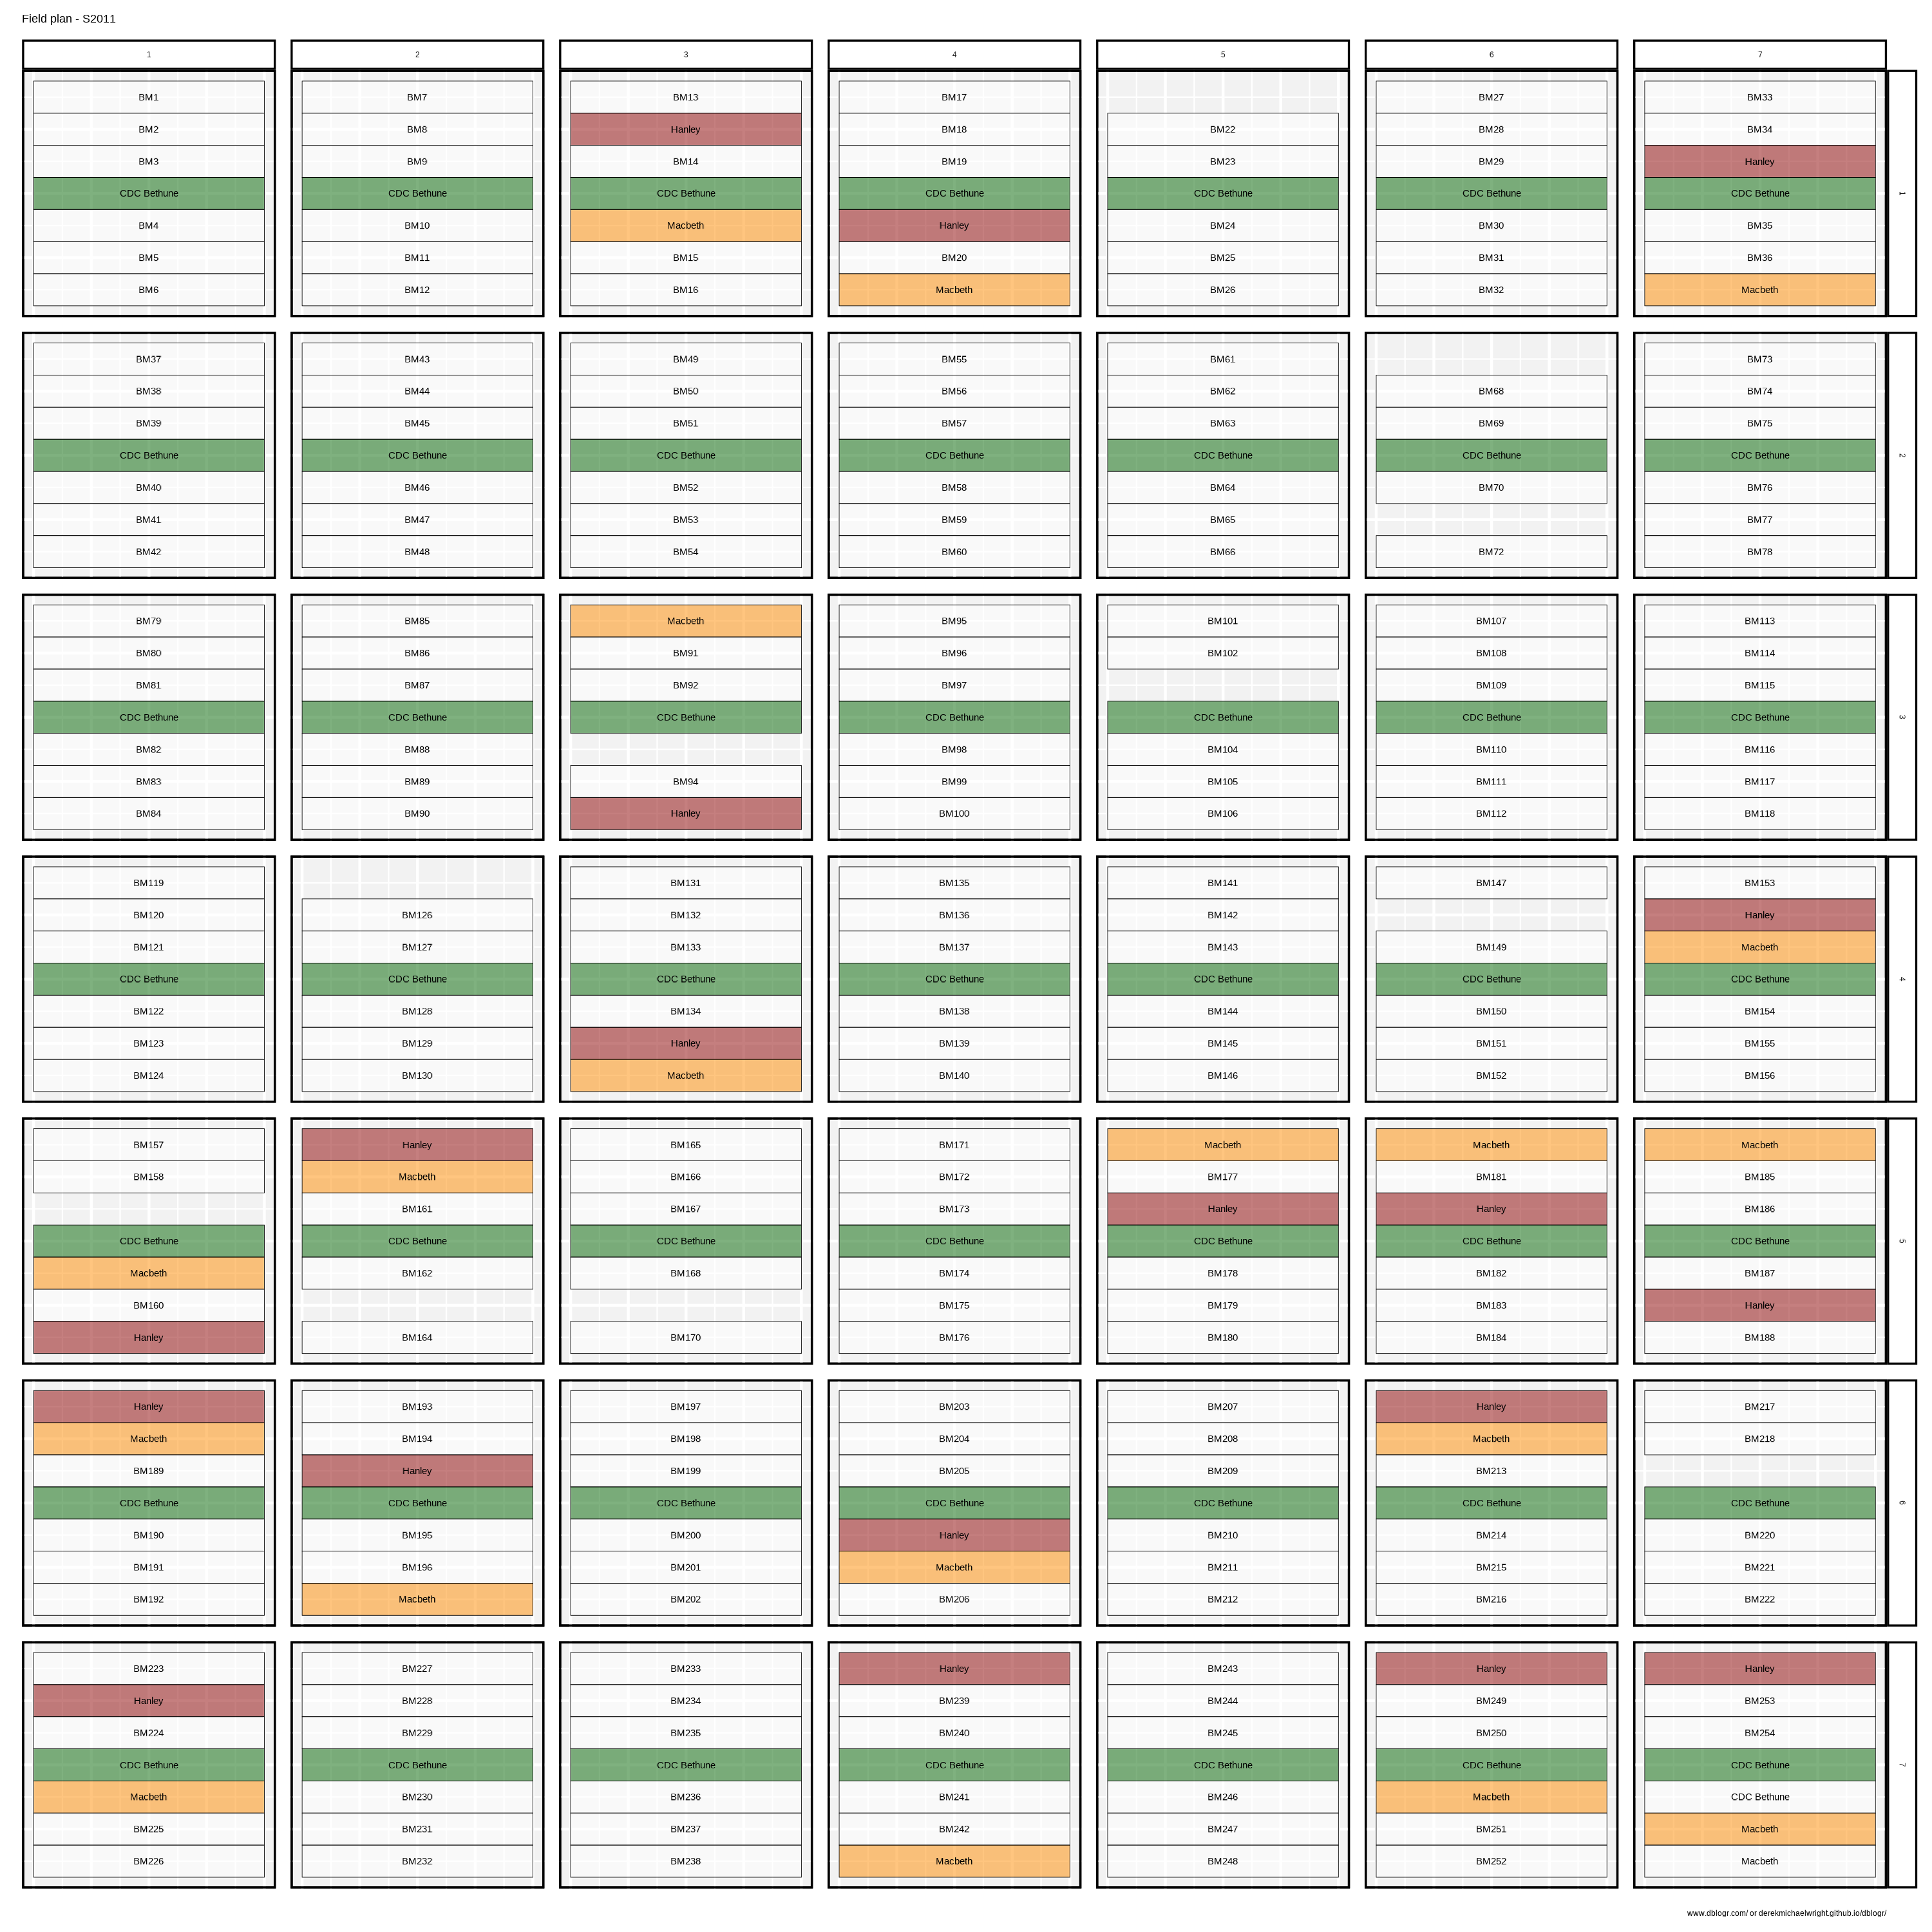 Field plan - S2011
1 2 3 4 5 6 7
BM1 BM7 BM13 BM17 BM27 BM33
BM2 BM8 Hanley BM18 BM22 BM28 BM34
BM3 BM9 BM14 BM19 BM23 BM29 Hanley
CDC Bethune CDC Bethune CDC Bethune CDC Bethune CDC Bethune CDC Bethune CDC Bethune 1
BM4 BM10 Macbeth Hanley BM24 BM30 BM35
BM5 BM11 BM15 BM20 BM25 BM31 BM36
BM6 BM12 BM16 Macbeth BM26 BM32 Macbeth
BM37 BM43 BM49 BM55 BM61 BM73
BM38 BM44 BM50 BM56 BM62 BM68 BM74
BM39 BM45 BM51 BM57 BM63 BM69 BM75
CDC Bethune CDC Bethune CDC Bethune CDC Bethune CDC Bethune CDC Bethune CDC Bethune 2
BM40 BM46 BM52 BM58 BM64 BM70 BM76
BM41 BM47 BM53 BM59 BM65 BM77
BM42 BM48 BM54 BM60 BM66 BM72 BM78
BM79 BM85 Macbeth BM95 BM101 BM107 BM113
BM80 BM86 BM91 BM96 BM102 BM108 BM114
BM81 BM87 BM92 BM97 BM109 BM115
CDC Bethune CDC Bethune CDC Bethune CDC Bethune CDC Bethune CDC Bethune CDC Bethune 3
BM82 BM88 BM98 BM104 BM110 BM116
BM83 BM89 BM94 BM99 BM105 BM111 BM117
BM84 BM90 Hanley BM100 BM106 BM112 BM118
BM119 BM131 BM135 BM141 BM147 BM153
BM120 BM126 BM132 BM136 BM142 Hanley
BM121 BM127 BM133 BM137 BM143 BM149 Macbeth
CDC Bethune CDC Bethune CDC Bethune CDC Bethune CDC Bethune CDC Bethune CDC Bethune 4
BM122 BM128 BM134 BM138 BM144 BM150 BM154
BM123 BM129 Hanley BM139 BM145 BM151 BM155
BM124 BM130 Macbeth BM140 BM146 BM152 BM156
BM157 Hanley BM165 BM171 Macbeth Macbeth Macbeth
BM158 Macbeth BM166 BM172 BM177 BM181 BM185
BM161 BM167 BM173 Hanley Hanley BM186
CDC Bethune CDC Bethune CDC Bethune CDC Bethune CDC Bethune CDC Bethune CDC Bethune 5
Macbeth BM162 BM168 BM174 BM178 BM182 BM187
BM160 BM175 BM179 BM183 Hanley
Hanley BM164 BM170 BM176 BM180 BM184 BM188
Hanley BM193 BM197 BM203 BM207 Hanley BM217
Macbeth BM194 BM198 BM204 BM208 Macbeth BM218
BM189 Hanley BM199 BM205 BM209 BM213
CDC Bethune CDC Bethune CDC Bethune CDC Bethune CDC Bethune CDC Bethune CDC Bethune 6
BM190 BM195 BM200 Hanley BM210 BM214 BM220
BM191 BM196 BM201 Macbeth BM211 BM215 BM221
BM192 Macbeth BM202 BM206 BM212 BM216 BM222
BM223 BM227 BM233 Hanley BM243 Hanley Hanley
Hanley BM228 BM234 BM239 BM244 BM249 BM253
BM224 BM229 BM235 BM240 BM245 BM250 BM254
CDC Bethune CDC Bethune CDC Bethune CDC Bethune CDC Bethune CDC Bethune CDC Bethune 7
Macbeth BM230 BM236 BM241 BM246 Macbeth CDC Bethune
BM225 BM231 BM237 BM242 BM247 BM251 Macbeth
BM226 BM232 BM238 Macbeth BM248 BM252 Macbeth
www.dblogr.com/ or derekmichaelwright.github.io/dblogr/